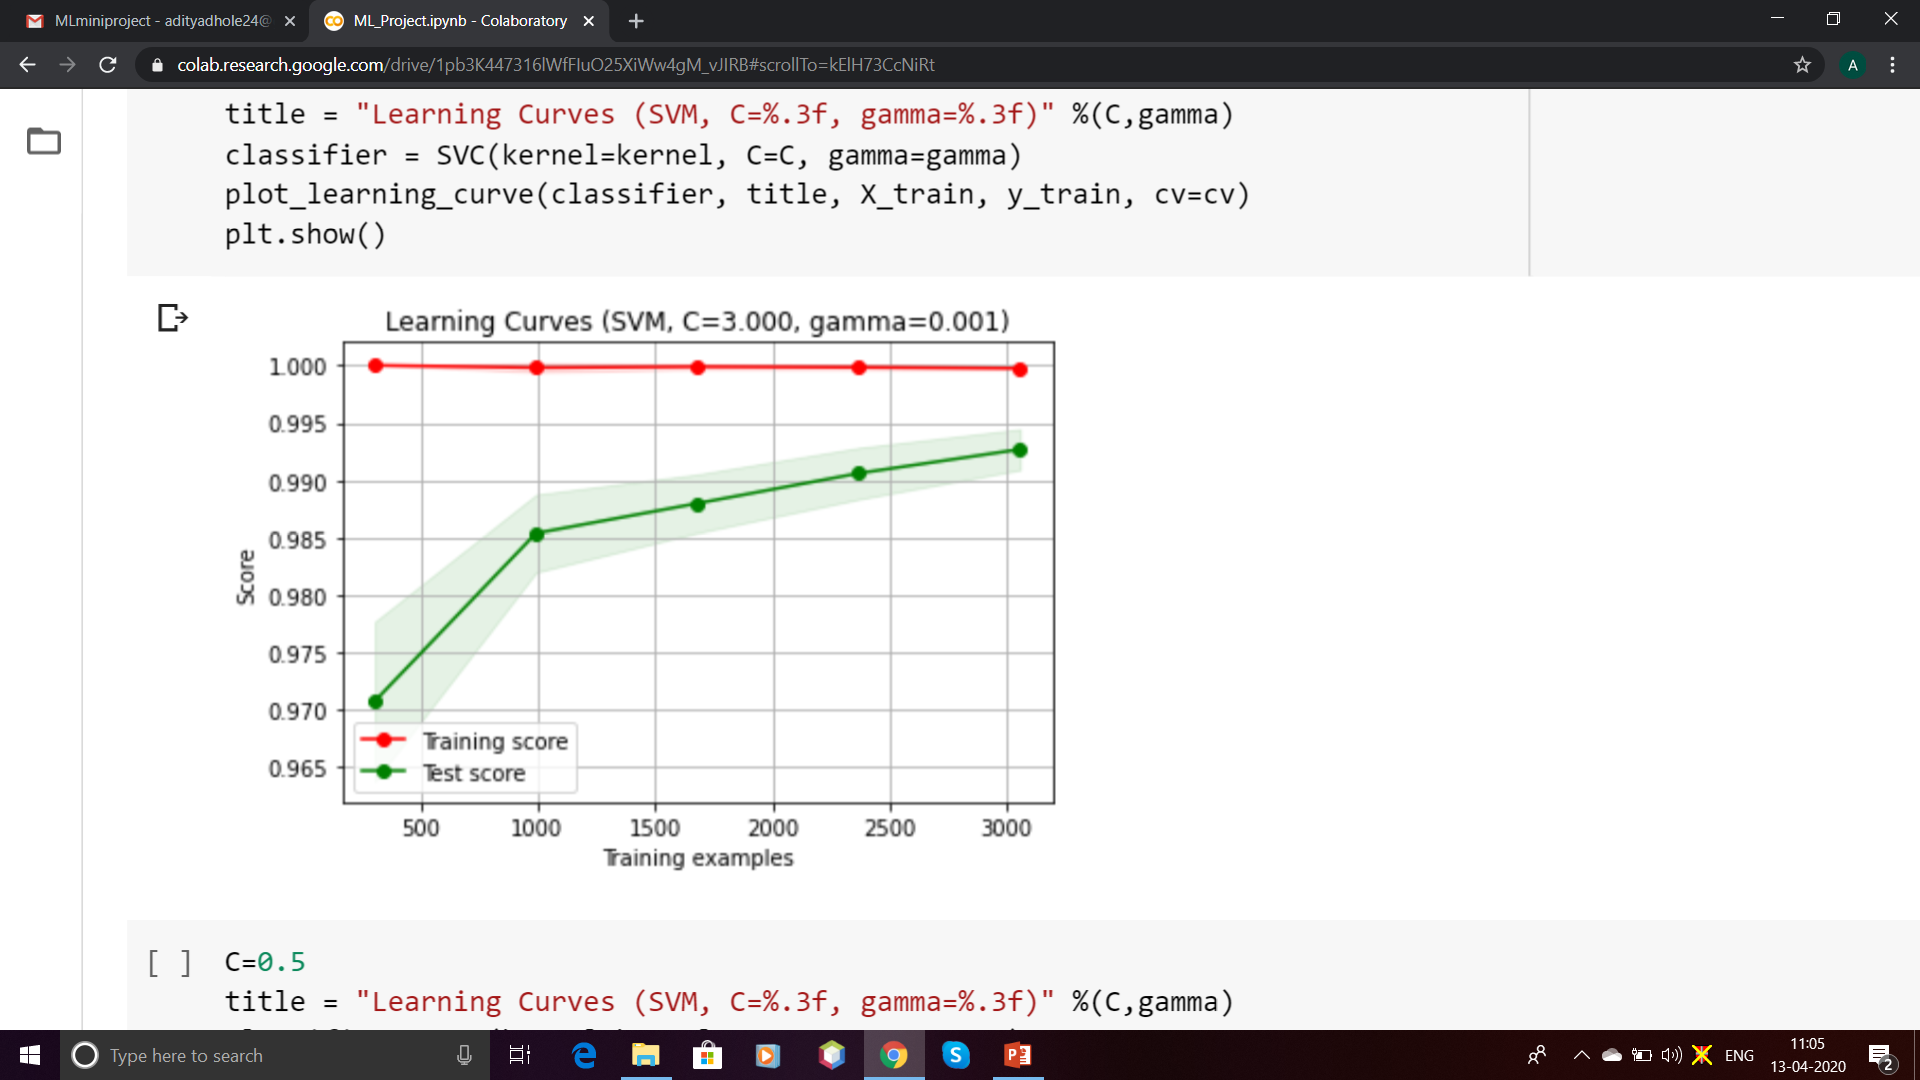 MLminiproject - adityadhole24@
ML_Project.ipynb - Colaboratory
colab.research.google.com/drive/1pb3K447316lWfFIuO25XiWw4gM_vJIRB#scrollTo=kElH73CcNiRt
A
title = "Learning Curves (SVM, C=%.3f, gamma=%.3f)" %(C,gamma)
classifier = SVC(kernel=kernel, C=C, gamma=gamma)
plot_learning_curve(classifier, title, X_train, y_train, cv=cv)
plt.show()
Learning Curves (SVM, C=3.000, gamma=0.001)
1.000
0.995
0.990
0.985
0.980
0.975
0.970
0.965
Score
Training score
Test score
500 1000 1500 2000 2500 3000
Training examples
[ ] C=0.5
title = "Learning Curves (SVM, C=%.3f, gamma=%.3f)" %(C,gamma)
Type here to search
ENG
11:05
13-04-2020
2